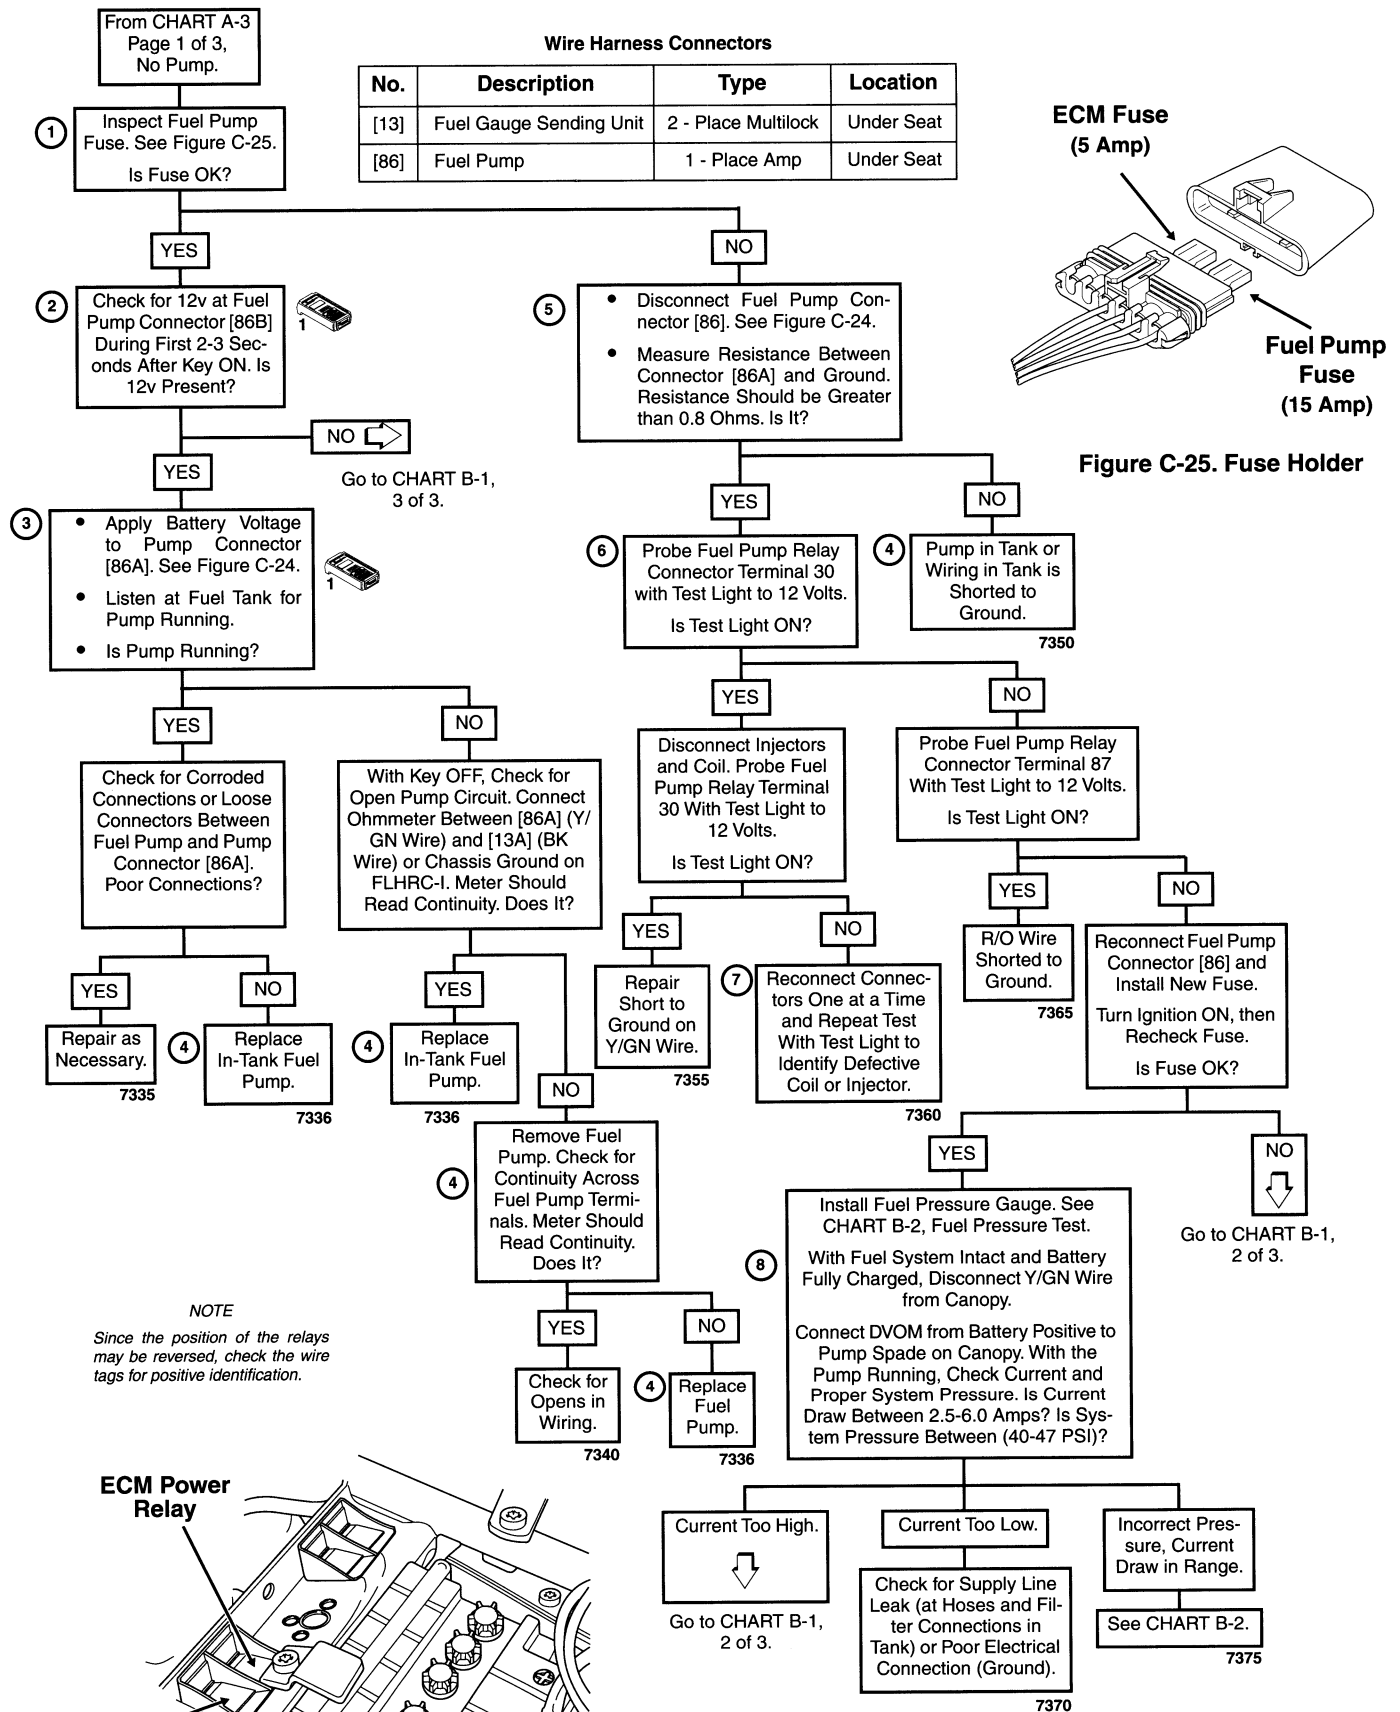 From CHART A-3
Page 1 of 3,
No Pump.
Wire Harness Connectors
No. Description Type Location
[13] Fuel Gauge Sending Unit 2 - Place Multilock Under Seat
[86] Fuel Pump 1 - Place Amp Under Seat
ECM Fuse
(5 Amp)
Fuel Pump
Fuse
(15 Amp)
Figure C-25. Fuse Holder
1
Inspect Fuel Pump
Fuse. See Figure C-25.
Is Fuse OK?
YES
NO
2
Check for 12v at Fuel
Pump Connector [86B]
During First 2-3 Sec-
onds After Key ON. Is
12v Present?
1
NO
Go to CHART B-1,
3 of 3.
YES
3
• Apply Battery Voltage
to Pump Connector
[86A]. See Figure C-24.
• Listen at Fuel Tank for
Pump Running.
• Is Pump Running?
1
5
• Disconnect Fuel Pump Con-
nector [86]. See Figure C-24.
• Measure Resistance Between
Connector [86A] and Ground.
Resistance Should be Greater
than 0.8 Ohms. Is It?
YES
NO
6
Probe Fuel Pump Relay
Connector Terminal 30
with Test Light to 12 Volts.
Is Test Light ON?
4
Pump in Tank or
Wiring in Tank is
Shorted to
Ground.
7350
YES
NO
YES
NO
Check for Corroded
Connections or Loose
Connectors Between
Fuel Pump and Pump
Connector [86A].
Poor Connections?
With Key OFF, Check for
Open Pump Circuit. Connect
Ohmmeter Between [86A] (Y/
GN Wire) and [13A] (BK
Wire) or Chassis Ground on
FLHRC-I. Meter Should
Read Continuity. Does It?
Disconnect Injectors
and Coil. Probe Fuel
Pump Relay Terminal
30 With Test Light to
12 Volts.
Is Test Light ON?
Probe Fuel Pump Relay
Connector Terminal 87
With Test Light to 12 Volts.
Is Test Light ON?
YES
NO
YES
NO
YES
NO
YES
NO
Repair as
Necessary.
7335
4
Replace
In-Tank Fuel
Pump.
7336
4
Replace
In-Tank Fuel
Pump.
7336
Repair
Short to
Ground on
Y/GN Wire.
7355
7
Reconnect Connec-
tors One at a Time
and Repeat Test
With Test Light to
Identify Defective
Coil or Injector.
7360
R/O Wire
Shorted to
Ground.
7365
Reconnect Fuel Pump
Connector [86] and
Install New Fuse.
Turn Ignition ON, then
Recheck Fuse.
Is Fuse OK?
4
Remove Fuel
Pump. Check for
Continuity Across
Fuel Pump Termi-
nals. Meter Should
Read Continuity.
Does It?
YES
NO
Go to CHART B-1,
2 of 3.
8
Install Fuel Pressure Gauge. See
CHART B-2, Fuel Pressure Test.
With Fuel System Intact and Battery
Fully Charged, Disconnect Y/GN Wire
from Canopy.
Connect DVOM from Battery Positive to
Pump Spade on Canopy. With the
Pump Running, Check Current and
Proper System Pressure. Is Current
Draw Between 2.5-6.0 Amps? Is Sys-
tem Pressure Between (40-47 PSI)?
NOTE
Since the position of the relays
may be reversed, check the wire
tags for positive identification.
YES
NO
Check for
Opens in
Wiring.
7340
4
Replace
Fuel
Pump.
7336
ECM Power
Relay
Current Too High.
Go to CHART B-1,
2 of 3.
Current Too Low.
Check for Supply Line
Leak (at Hoses and Fil-
ter Connections in
Tank) or Poor Electrical
Connection (Ground).
7370
Incorrect Pres-
sure, Current
Draw in Range.
See CHART B-2.
7375